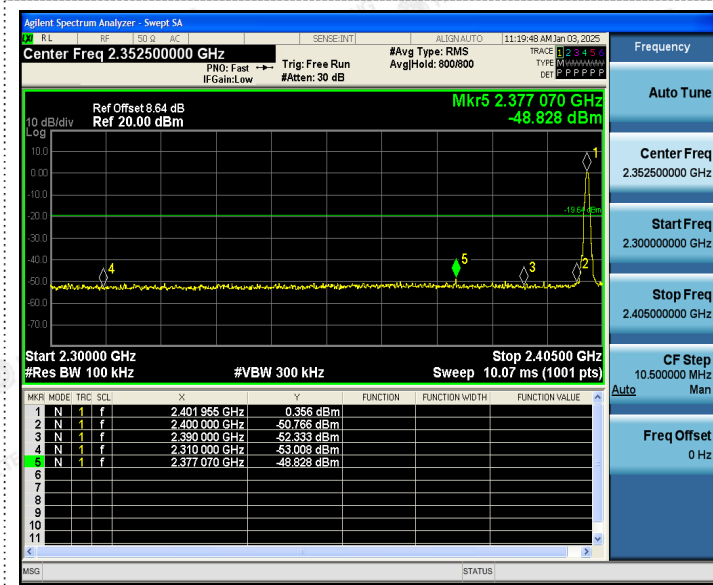 Agilent Spectrum Analyzer - Swept SA
LXI RL RF 50 Ω AC SENSE:INT ALIGN AUTO 11:19:48 AM Jan 03, 2025
Center Freq 2.352500000 GHz
PNO: Fast
IFGain:Low
Trig: Free Run
#Atten: 30 dB
#Avg Type: RMS
Avg|Hold: 800/800
TRACE 1 2 3 4 5 6
TYPE M
DET P P P P P P
Mkr5 2.377 070 GHz
-48.828 dBm
Ref Offset 8.64 dB
Ref 20.00 dBm
10 dB/div
Log
10.0
0.00
-10.0
-20.0
-30.0
-40.0
-50.0
-60.0
-70.0
1
-19.64 dBm
5
4
3
2
Start 2.30000 GHz
Stop 2.40500 GHz
#Res BW 100 kHz
#VBW 300 kHz
Sweep 10.07 ms (1001 pts)
MKR MODE TRC SCL X Y FUNCTION FUNCTION WIDTH FUNCTION VALUE
1 N 1 f 2.401 955 GHz 0.356 dBm
2 N 1 f 2.400 000 GHz -50.766 dBm
3 N 1 f 2.390 000 GHz -52.333 dBm
4 N 1 f 2.310 000 GHz -53.008 dBm
5 N 1 f 2.377 070 GHz -48.828 dBm
6
7
8
9
10
11
MSG
STATUS
Frequency
Auto Tune
Center Freq
2.352500000 GHz
Start Freq
2.300000000 GHz
Stop Freq
2.405000000 GHz
CF Step
10.500000 MHz
Auto Man
Freq Offset
0 Hz